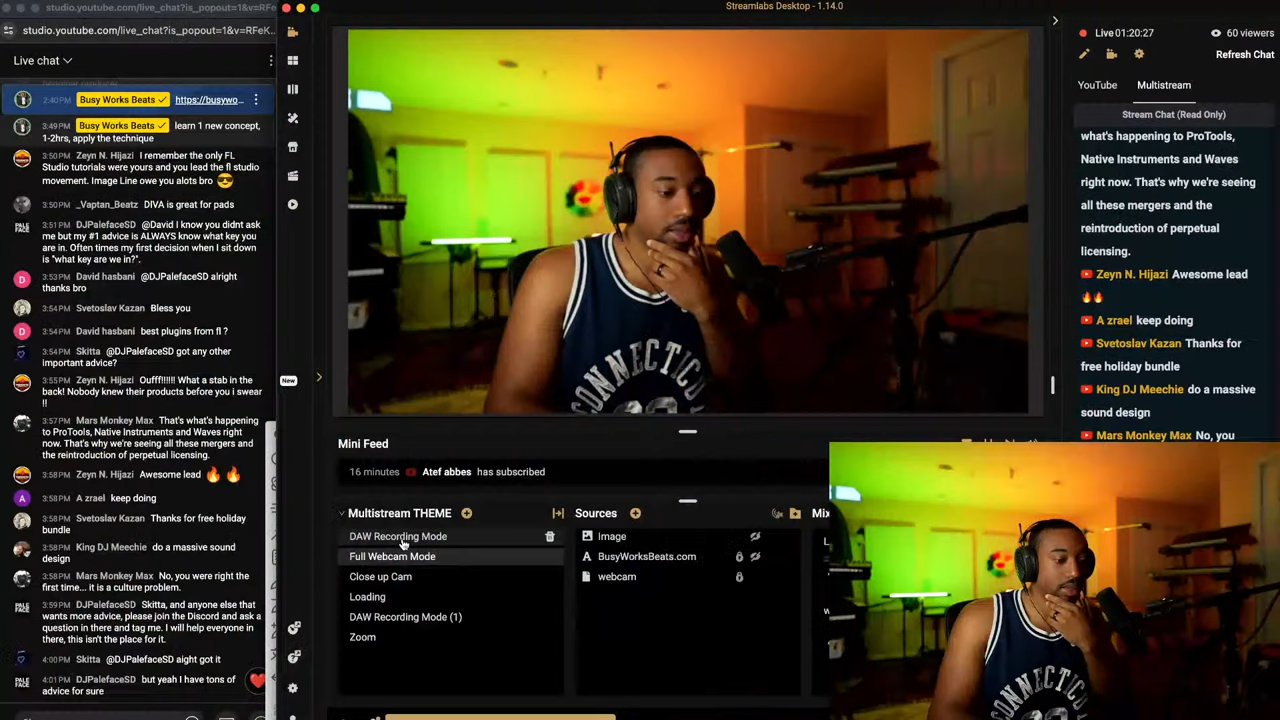 studio.youtube.com/live_chat?is_popout=1&v=RFeK...
studio.youtube.com/live_chat?is_popout=1&v=RFeK...
Live chat
2:40PM Busy Works Beats https://busywo...
3:49PM Busy Works Beats learn 1 new concept,
1-2hrs, apply the technique
3:50PM Zeyn N. Hijazi I remember the only FL
Studio tutorials were yours and you lead the fl studio
movement. Image Line owe you alots bro 😎
3:50PM _Vaptan_Beatz DIVA is great for pads
3:51PM DJPalefaceSD @David I know you didnt ask
me but my #1 advice is ALWAYS know what key you
are in. Often times my first decision when I sit down
is "what key are we in?".
3:53PM David hasbani @DJPalefaceSD alright
thanks bro
3:54PM Svetoslav Kazan Bless you
3:54PM David hasbani best plugins from fl ?
3:54PM Skitta @DJPalefaceSD got any other
important advice?
3:55PM Zeyn N. Hijazi Oufff!!!!!! What a stab in the
back! Nobody knew their products before you i swear
!!
3:57PM Mars Monkey Max That's what's happening
to ProTools, Native Instruments and Waves right
now. That's why we're seeing all these mergers and
the reintroduction of perpetual licensing.
3:58PM Zeyn N. Hijazi Awesome lead 🔥🔥
3:58PM A zrael keep doing
3:58PM Svetoslav Kazan Thanks for free holiday
bundle
3:58PM King DJ Meechie do a massive sound
design
3:58PM Mars Monkey Max No, you were right the
first time... it is a culture problem.
3:59PM DJPalefaceSD Skitta, and anyone else that
wants more advice, please join the Discord and ask a
question in there and tag me. I will help everyone in
there, this isn't the place for it.
4:00PM Skitta @DJPalefaceSD aight got it
4:01PM DJPalefaceSD but yeah I have tons of
advice for sure
PALE
FACE
New
Streamlabs Desktop - 1.14.0
CONNECTICUT
Mini Feed
16 minutes Atef abbes has subscribed
Multistream THEME
DAW Recording Mode
Full Webcam Mode
Close up Cam
Loading
DAW Recording Mode (1)
Zoom
Sources
Image
A BusyWorksBeats.com
webcam
Live 01:20:27 60 viewers
Refresh Chat
YouTube Multistream
Stream Chat (Read Only)
what's happening to ProTools,
Native Instruments and Waves
right now. That's why we're seeing
all these mergers and the
reintroduction of perpetual
licensing.
Zeyn N. Hijazi Awesome lead
🔥🔥
A zrael keep doing
Svetoslav Kazan Thanks for
free holiday bundle
King DJ Meechie do a massive
sound design
Mars Monkey Max No, you